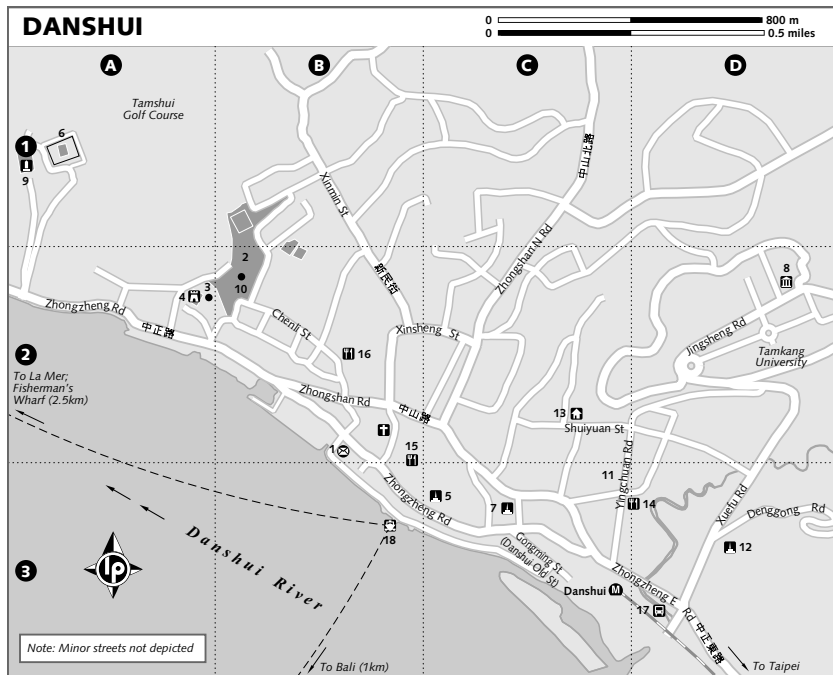 DANSHUI
0 800 m
0 0.5 miles
A
B
C
D
Tamshui
Golf Course
6
1
9
Xinmin St
新民街
中山北路
Zhongshan N Rd
2
3
4
10
8
Zhongzheng Rd
中正路
Chenli St
Xinsheng St
Jingsheng Rd
Tamkang
University
2
16
To La Mer;
Fisherman's
Wharf (2.5km)
Zhongshan Rd
中山路
13
Shuiyuan St
1
15
11
Yingchuan Rd
Zhongzheng Rd
5
7
14
Xuefu Rd
Denggong Rd
18
12
Danshui River
3
lp
Gongming St
(Danshui Old St)
Danshui M
Zhongzheng E Rd
中正東路
17
Note: Minor streets not depicted
To Bali (1km)
To Taipei